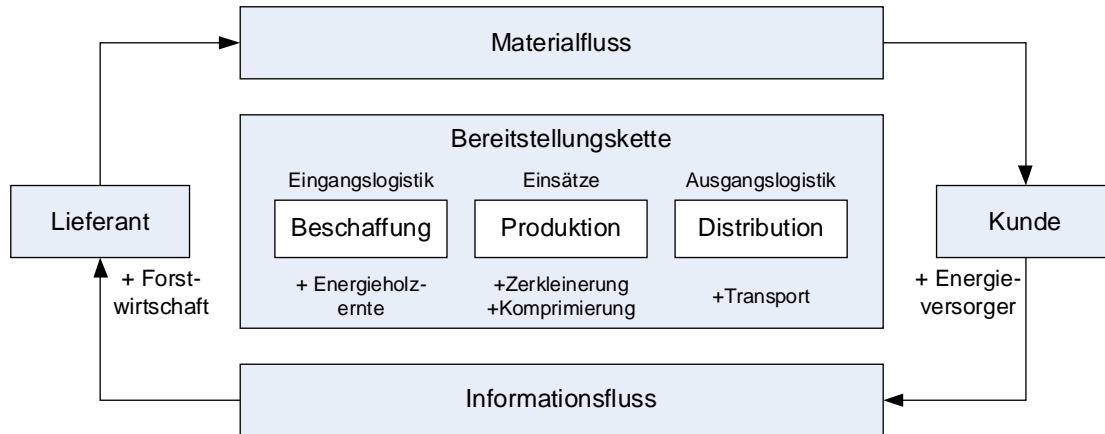 Materialfluss
Bereitstellungskette
Eingangslogistik
Einsätze
Ausgangslogistik
Lieferant
Beschaffung
Produktion
Distribution
Kunde
+ Forst-
wirtschaft
+ Energieholz-
ernte
+Zerkleinerung
+Komprimierung
+Transport
+ Energie-
versorger
Informationsfluss